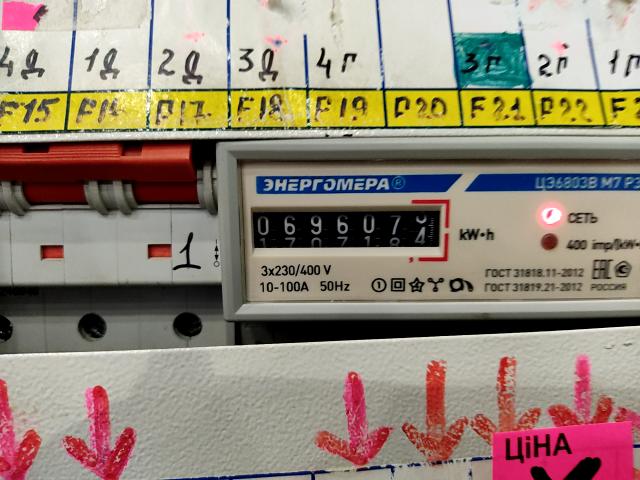 4Д 1Д 2Д 3Д 4Г 3Г 2Г 1Г
F15 F16 F17 F18 F19 F20 F21 F22
ЭНЕРГОМЕРА®
ЦЭ6803В М7 Р3
069607
kW•h
СЕТЬ
400 imp/kW•
3x230/400 V
10-100A 50Hz
ГОСТ 31818.11-2012
ГОСТ 31819.21-2012 РОССИЯ
EAC
1
ЦіНА